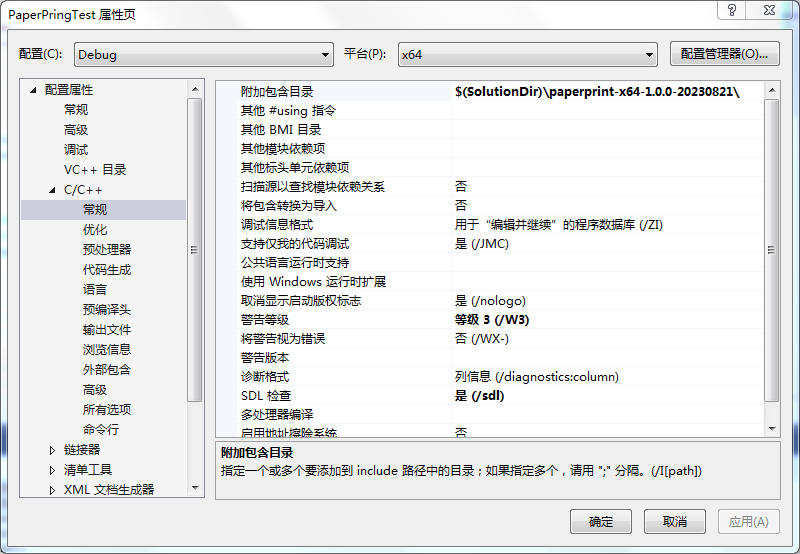 PaperPringTest 属性页
配置(C): Debug 平台(P): x64 配置管理器(O)...
配置属性
常规
高级
调试
VC++ 目录
C/C++
常规
优化
预处理器
代码生成
语言
预编译头
输出文件
浏览信息
外部包含
高级
所有选项
命令行
链接器
清单工具
XML 文档生成器
附加包含目录 $(SolutionDir)\paperprint-x64-1.0.0-20230821\
其他 #using 指令
其他 BMI 目录
其他模块依赖项
其他标头单元依赖项
扫描源以查找模块依赖关系 否
将包含转换为导入 否
调试信息格式 用于“编辑并继续”的程序数据库 (/ZI)
支持仅我的代码调试 是 (/JMC)
公共语言运行时支持
使用 Windows 运行时扩展
取消显示启动版权标志 是 (/nologo)
警告等级 等级 3 (/W3)
将警告视为错误 否 (/WX-)
警告版本
诊断格式 列信息 (/diagnostics:column)
SDL 检查 是 (/sdl)
多处理器编译
启用地址擦除系统 否
附加包含目录
指定一个或多个要添加到 include 路径中的目录；如果指定多个，请用 ";" 分隔。(/I[path])
确定 取消 应用(A)